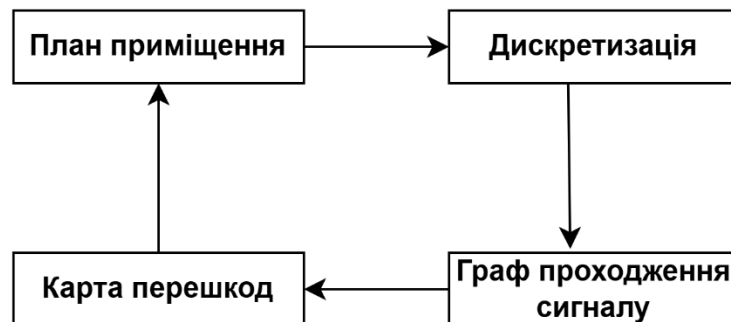 План приміщення
Дискретизація
Карта перешкод
Граф проходження
сигналу